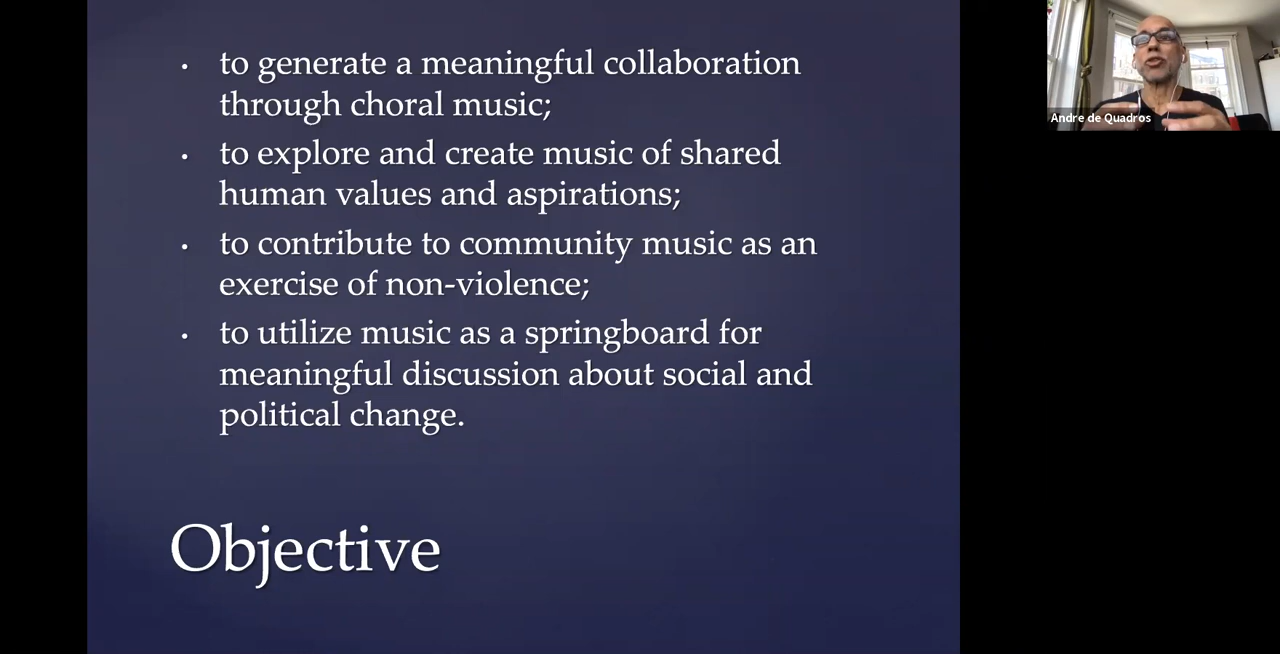 • to generate a meaningful collaboration
through choral music;
• to explore and create music of shared
human values and aspirations;
• to contribute to community music as an
exercise of non-violence;
• to utilize music as a springboard for
meaningful discussion about social and
political change.
Objective
Andre de Quadros